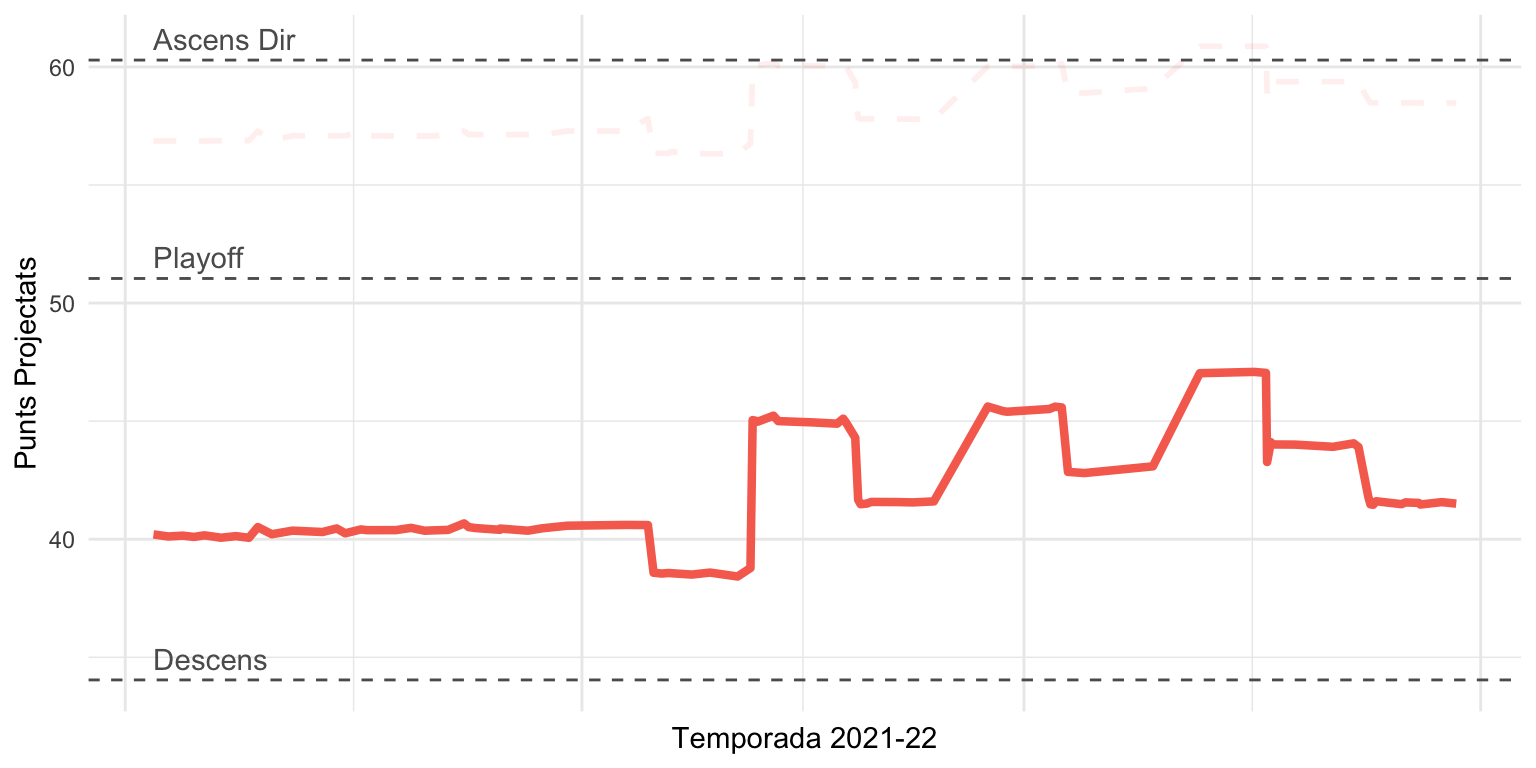 Ascens Dir
60
Playoff
50
Punts Projectats
40
Descens
Temporada 2021-22